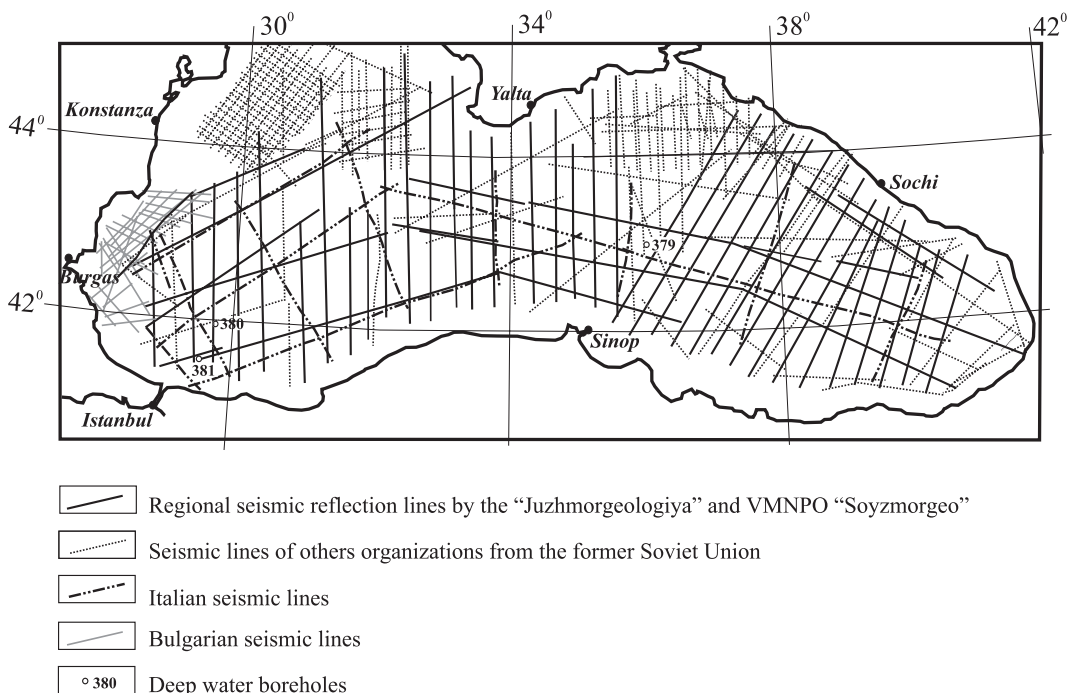 30⁰ 34⁰ 38⁰ 42⁰
Yalta
Konstanza
44⁰
Sochi
379
Burgas
42⁰
380
Sinop
381
Istanbul
Regional seismic reflection lines by the “Juzhmorgeologiya” and VMNPO “Soyzmorgeo”
Seismic lines of others organizations from the former Soviet Union
Italian seismic lines
Bulgarian seismic lines
380 Deep water boreholes